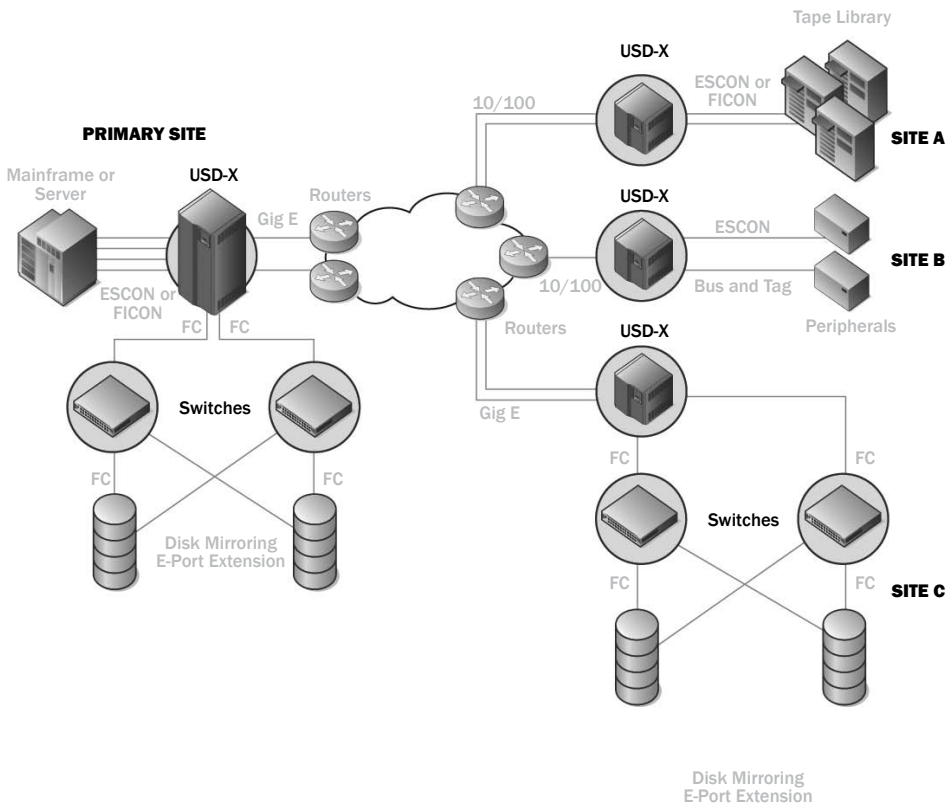 Tape Library
USD-X
ESCON or
FICON
10/100
SITE A
PRIMARY SITE
Mainframe or
Server
USD-X
Routers
Gig E
ESCON or
FICON
FC
FC
USD-X
ESCON
SITE B
10/100
Bus and Tag
Peripherals
Routers
USD-X
Gig E
Switches
FC
FC
Disk Mirroring
E-Port Extension
FC
FC
Switches
FC
FC
SITE C
Disk Mirroring
E-Port Extension